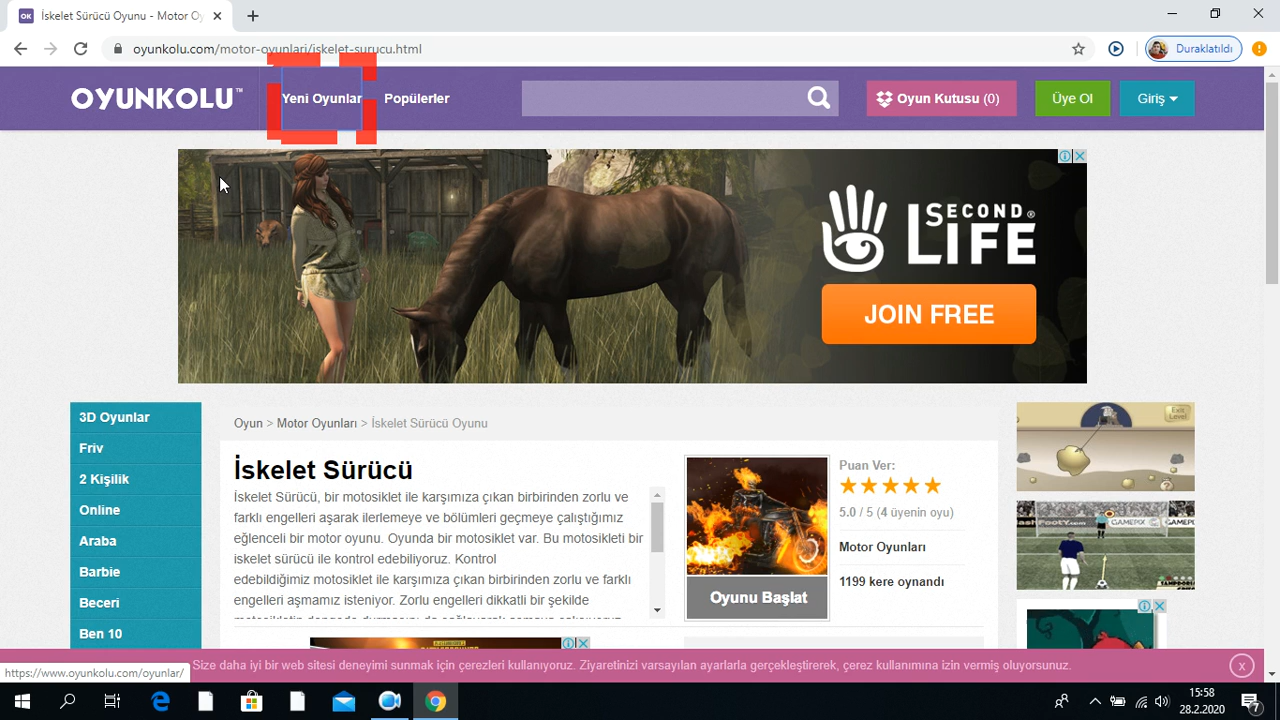 İskelet Sürücü Oyunu - Motor Oy
oyunkolu.com/motor-oyunlari/iskelet-surucu.html
Duraklatıldı
OYUNKOLU™
Yeni Oyunlar
Popülerler
Oyun Kutusu (0)
Üye Ol
Giriş
SECOND®
LIFE
JOIN FREE
3D Oyunlar
Friv
2 Kişilik
Online
Araba
Barbie
Beceri
Ben 10
Oyun > Motor Oyunları > İskelet Sürücü Oyunu
İskelet Sürücü
İskelet Sürücü, bir motosiklet ile karşımıza çıkan birbirinden zorlu ve
farklı engelleri aşarak ilerlemeye ve bölümleri geçmeye çalıştığımız
eğlenceli bir motor oyunu. Oyunda bir motosiklet var. Bu motosikleti bir
iskelet sürücü ile kontrol edebiliyoruz. Kontrol
edebildiğimiz motosiklet ile karşımıza çıkan birbirinden zorlu ve farklı
engelleri aşmamız isteniyor. Zorlu engelleri dikkatli bir şekilde
Oyunu Başlat
Puan Ver:
5.0 / 5 (4 üyenin oyu)
Motor Oyunları
1199 kere oynandı
Exit
Level
GAMEPIX
https://www.oyunkolu.com/oyunlar/
Size daha iyi bir web sitesi deneyimi sunmak için çerezleri kullanıyoruz. Ziyaretinizi varsayılan ayarlarla gerçekleştirerek, çerez kullanımına izin vermiş oluyorsunuz.
x
15:58
28.2.2020
7